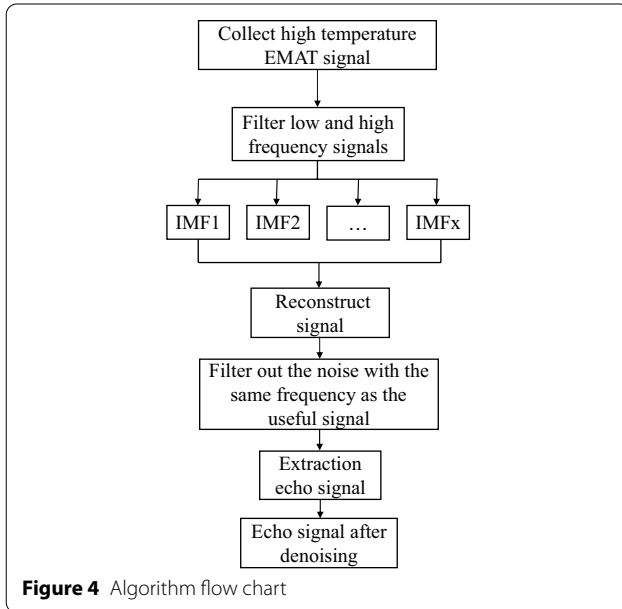 Collect high temperature
EMAT signal
Filter low and high
frequency signals
IMF1
IMF2
…
IMFx
Reconstruct
signal
Filter out the noise with the
same frequency as the
useful signal
Extraction
echo signal
Echo signal after
denoising
Figure 4 Algorithm flow chart